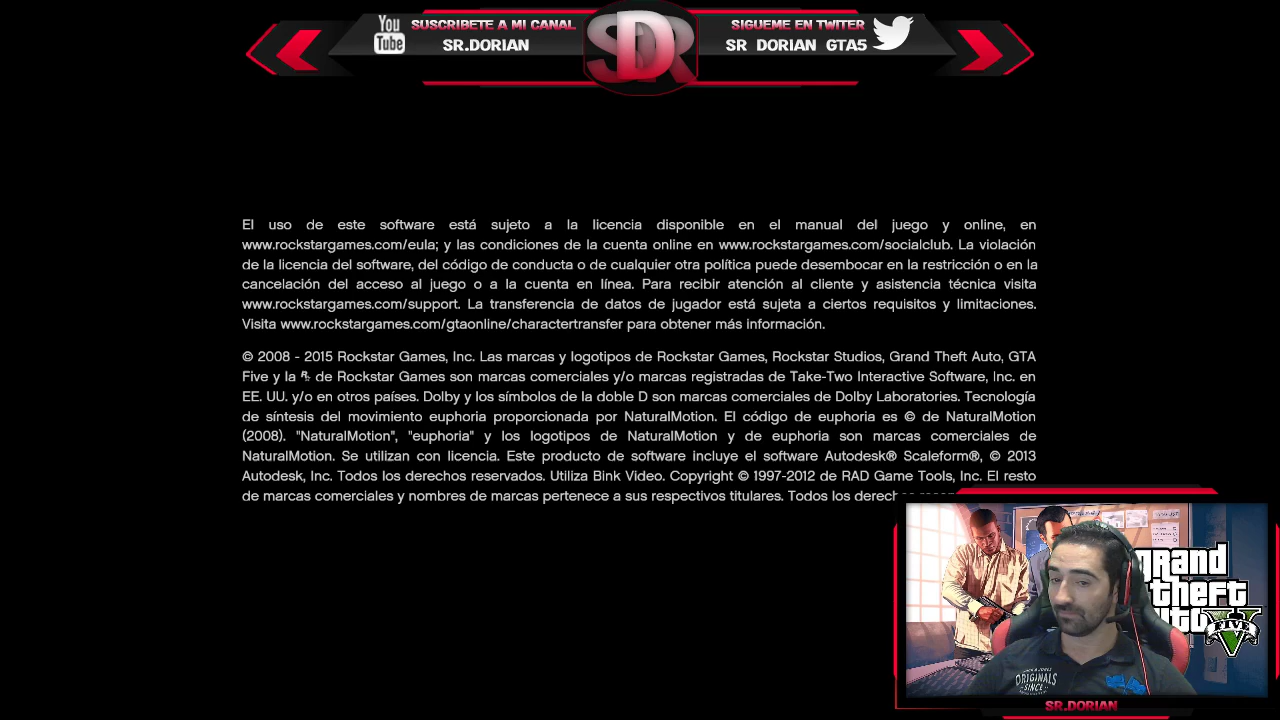 You
Tube
SUSCRIBETE A MI CANAL
SR.DORIAN
SDR
SIGUEME EN TWITER
SR DORIAN GTA5
El uso de este software está sujeto a la licencia disponible en el manual del juego y online, en
www.rockstargames.com/eula; y las condiciones de la cuenta online en www.rockstargames.com/socialclub. La violación
de la licencia del software, del código de conducta o de cualquier otra política puede desembocar en la restricción o en la
cancelación del acceso al juego o a la cuenta en línea. Para recibir atención al cliente y asistencia técnica visita
www.rockstargames.com/support. La transferencia de datos de jugador está sujeta a ciertos requisitos y limitaciones.
Visita www.rockstargames.com/gtaonline/charactertransfer para obtener más información.
© 2008 - 2015 Rockstar Games, Inc. Las marcas y logotipos de Rockstar Games, Rockstar Studios, Grand Theft Auto, GTA
Five y la R* de Rockstar Games son marcas comerciales y/o marcas registradas de Take-Two Interactive Software, Inc. en
EE. UU. y/o en otros países. Dolby y los símbolos de la doble D son marcas comerciales de Dolby Laboratories. Tecnología
de síntesis del movimiento euphoria proporcionada por NaturalMotion. El código de euphoria es © de NaturalMotion
(2008). "NaturalMotion", "euphoria" y los logotipos de NaturalMotion y de euphoria son marcas comerciales de
NaturalMotion. Se utilizan con licencia. Este producto de software incluye el software Autodesk® Scaleform®, © 2013
Autodesk, Inc. Todos los derechos reservados. Utiliza Bink Video. Copyright © 1997-2012 de RAD Game Tools, Inc. El resto
de marcas comerciales y nombres de marcas pertenece a sus respectivos titulares. Todos los
grand
theft
auto
V
FIVE
ORIGINALS
SINCE
SR.DORIAN